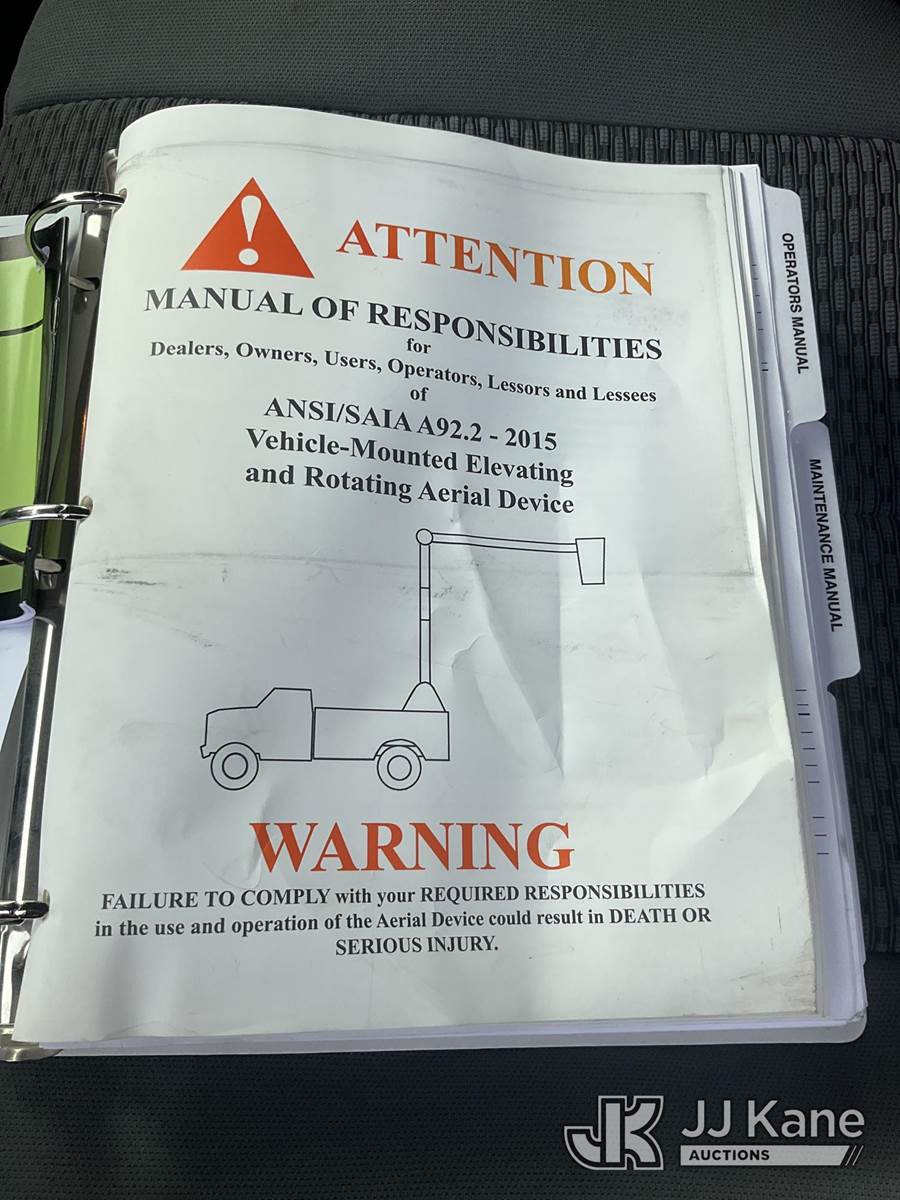 ATTENTION
MANUAL OF RESPONSIBILITIES
for
Dealers, Owners, Users, Operators, Lessors and Lessees
of
ANSI/SAIA A92.2 - 2015
Vehicle-Mounted Elevating
and Rotating Aerial Device
WARNING
FAILURE TO COMPLY with your REQUIRED RESPONSIBILITIES
in the use and operation of the Aerial Device could result in DEATH OR
SERIOUS INJURY.
OPERATORS MANUAL
MAINTENANCE MANUAL
JK JJ Kane
AUCTIONS